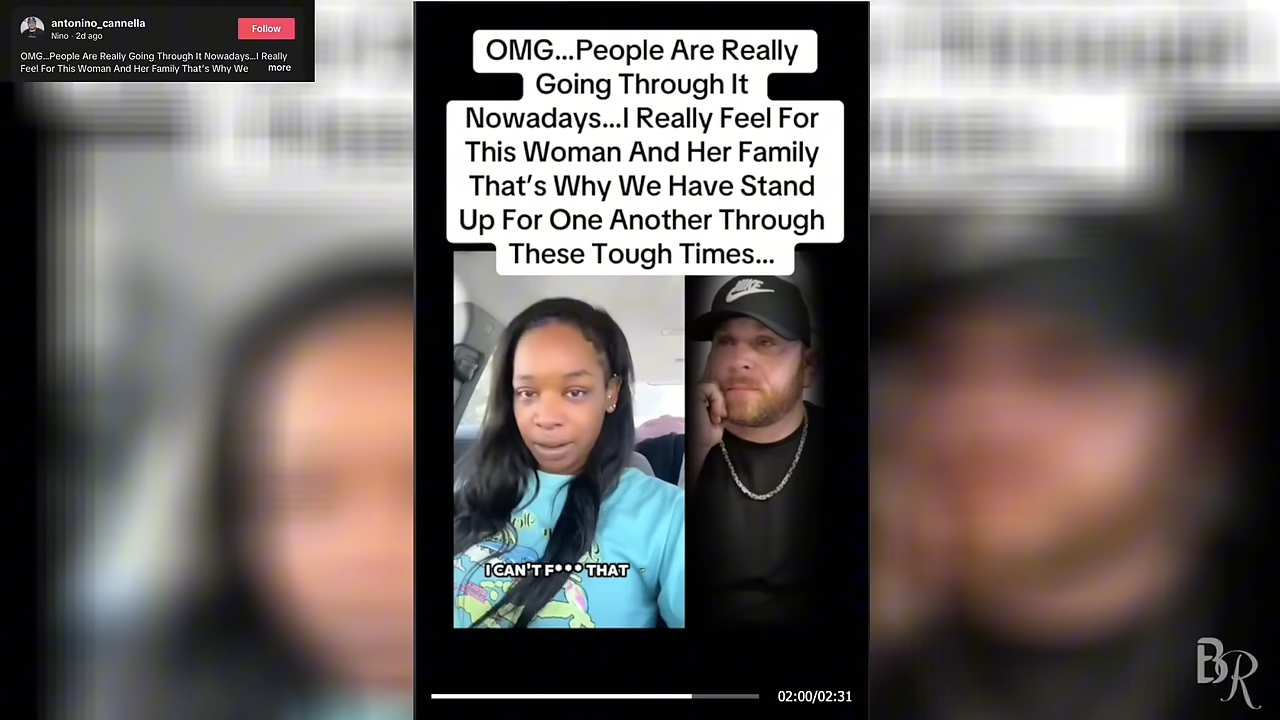 antonino_cannella
Nino · 2d ago
Follow
OMG...People Are Really Going Through It Nowadays...I Really
Feel For This Woman And Her Family That's Why We
more
OMG...People Are Really
Going Through It
Nowadays...I Really Feel For
This Woman And Her Family
That's Why We Have Stand
Up For One Another Through
These Tough Times...
NIKE
I CAN'T F*** THAT
02:00/02:31
BR